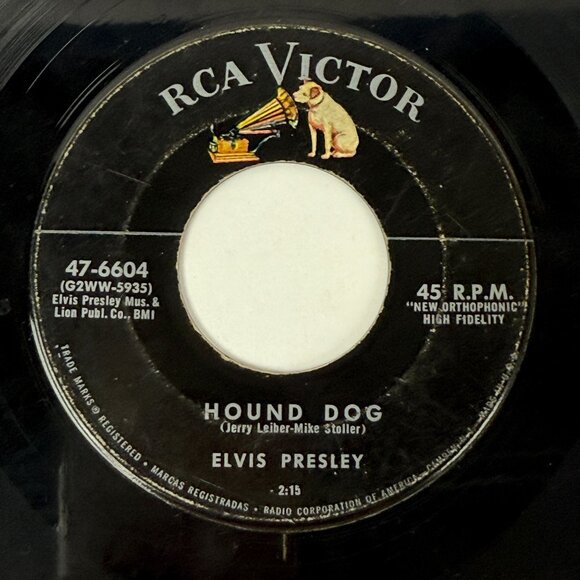 RCA VICTOR
47-6604
(G2WW-5935)
Elvis Presley Mus. &
Lion Publ. Co., BMI
45 R.P.M.
"NEW ORTHOPHONIC"
HIGH FIDELITY
HOUND DOG
(Jerry Leiber-Mike Stoller)
ELVIS PRESLEY
2:15
TRADE MARKS ® REGISTERED • MARCAS REGISTRADAS • RADIO CORPORATION OF AMERICA, CAMDEN, N.J.